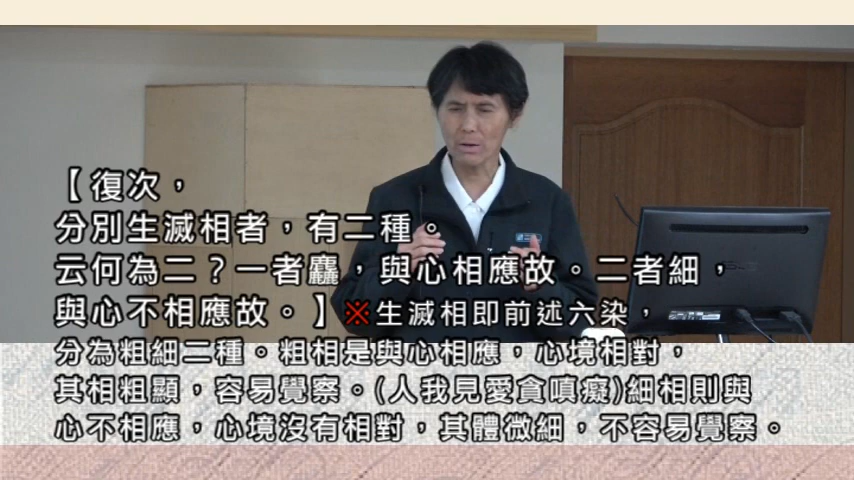 【復次，
分別生滅相者，有二種。
云何為二？一者麤，與心相應故。二者細，
與心不相應故。】※生滅相即前述六染，
分為粗細二種。粗相是與心相應，心境相對，
其相粗顯，容易覺察。(人我見愛貪嗔癡)細相則與
心不相應，心境沒有相對，其體微細，不容易覺察。